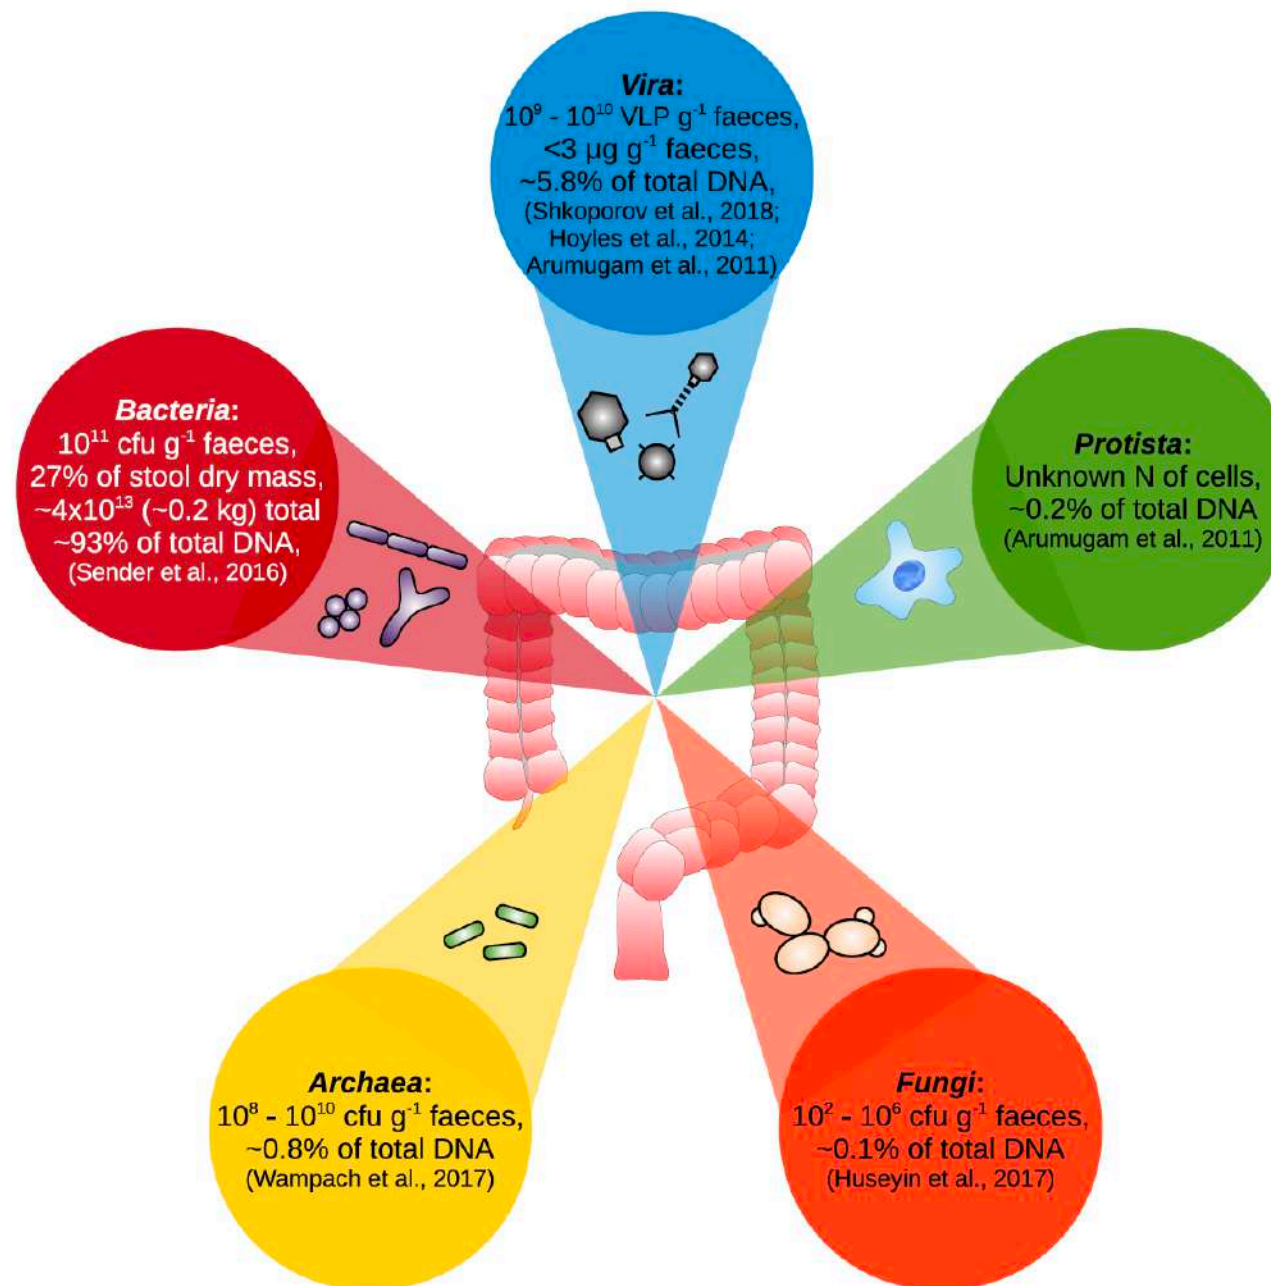 Vira:
10⁹ - 10¹⁰ VLP g⁻¹ faeces,
<3 µg g⁻¹ faeces,
~5.8% of total DNA,
(Shkoporov et al., 2018;
Hoyles et al., 2014;
Arumugam et al., 2011)
Bacteria:
10¹¹ cfu g⁻¹ faeces,
27% of stool dry mass,
~4x10¹³ (~0.2 kg) total
~93% of total DNA,
(Sender et al., 2016)
Protista:
Unknown N of cells,
~0.2% of total DNA
(Arumugam et al., 2011)
Archaea:
10⁸ - 10¹⁰ cfu g⁻¹ faeces,
~0.8% of total DNA
(Wampach et al., 2017)
Fungi:
10² - 10⁶ cfu g⁻¹ faeces,
~0.1% of total DNA
(Huseyin et al., 2017)